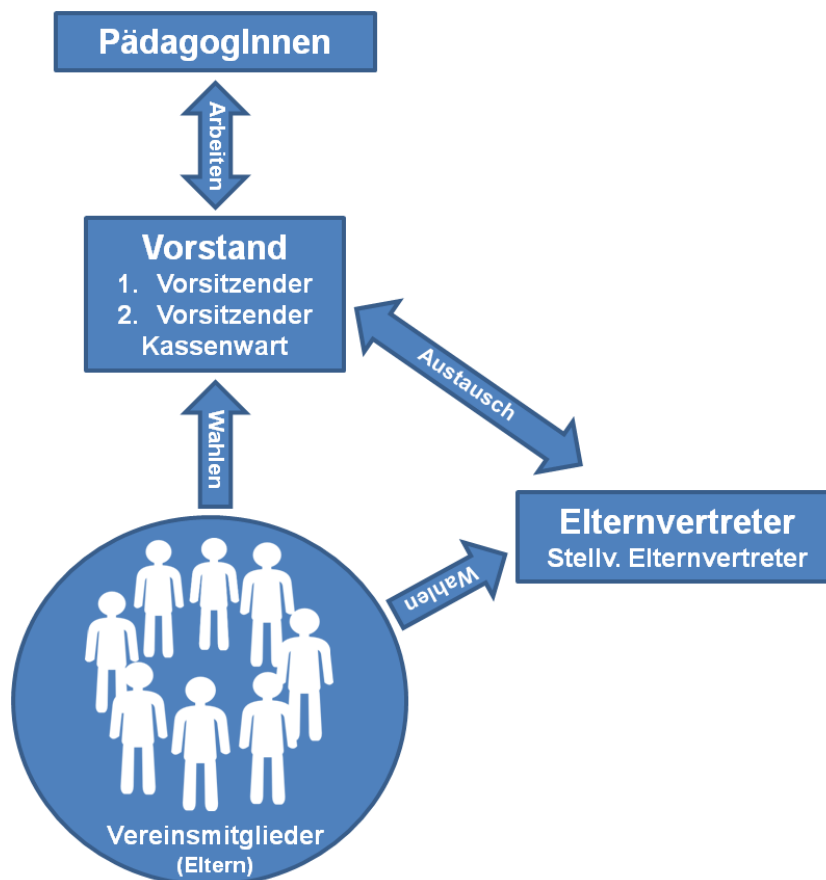 PädagogInnen
Arbeiten
Vorstand
1. Vorsitzender
2. Vorsitzender
Kassenwart
Austausch
Wahlen
Elternvertreter
Stellv. Elternvertreter
Wahlen
Vereinsmitglieder
(Eltern)